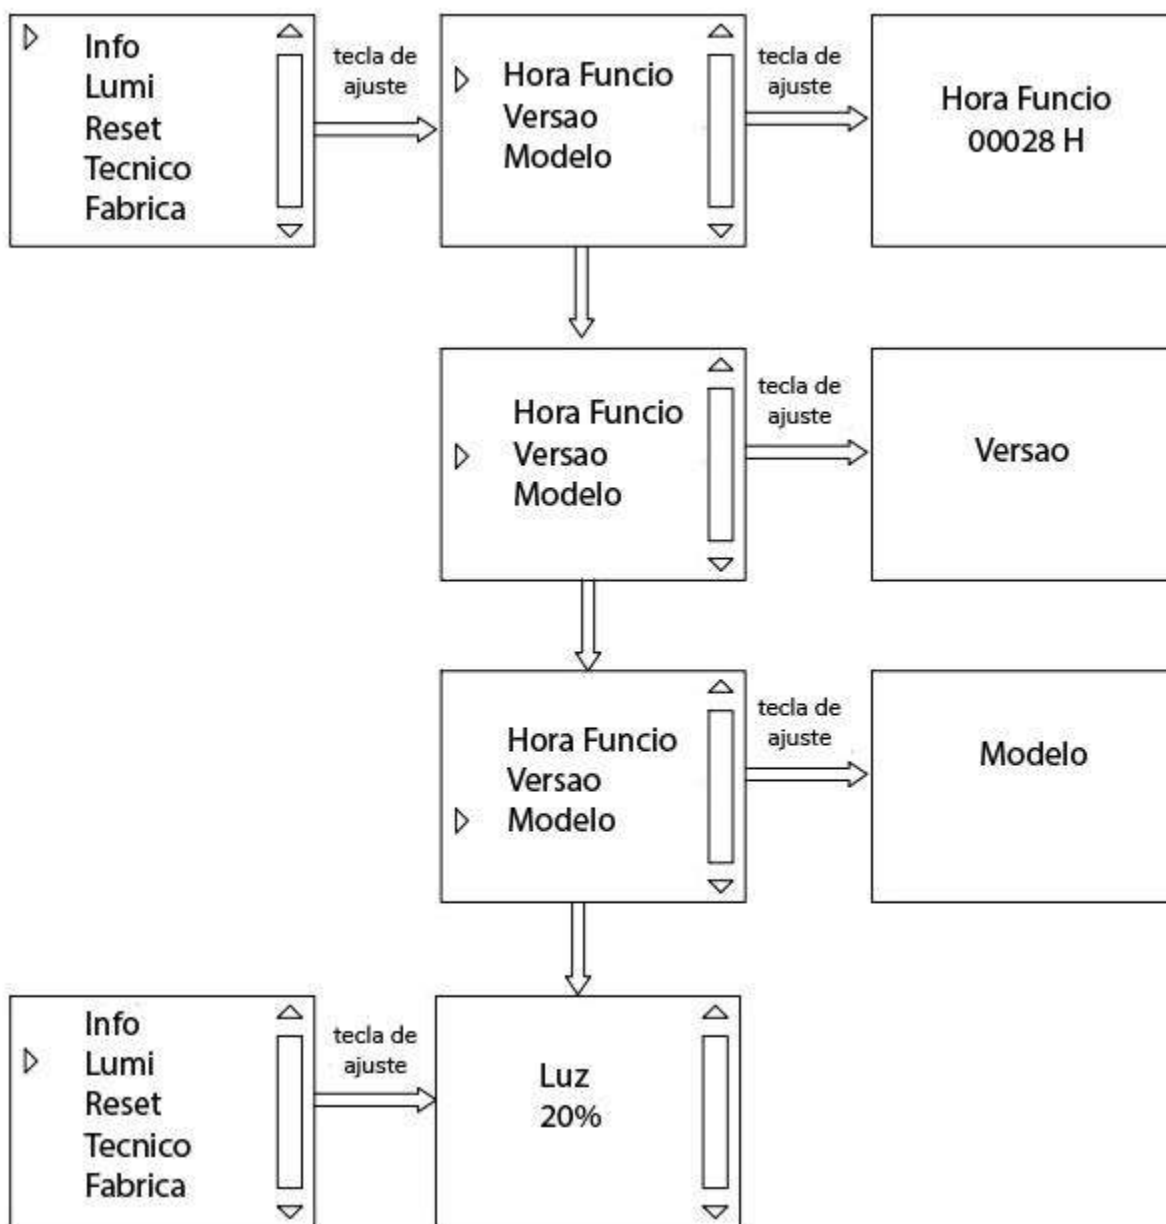 Info
Lumi
Reset
Tecnico
Fabrica
tecla de
ajuste
Hora Funcio
Versao
Modelo
tecla de
ajuste
Hora Funcio
00028 H
Hora Funcio
Versao
Modelo
tecla de
ajuste
Versao
Hora Funcio
Versao
Modelo
tecla de
ajuste
Modelo
Info
Lumi
Reset
Tecnico
Fabrica
tecla de
ajuste
Luz
20%